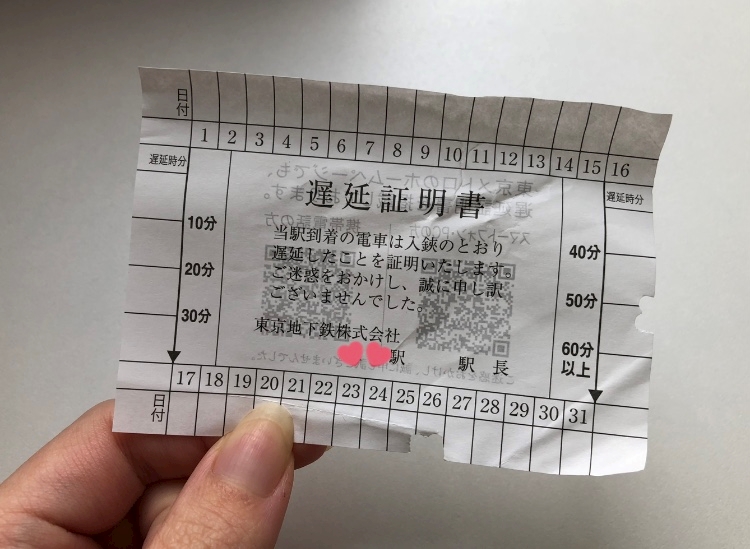 日付
1 2 3 4 5 6 7 8 9 10 11 12 13 14 15 16
遅延時分
遅延時分
10分
20分
30分
遅延証明書
当駅到着の電車は入鋏のとおり
遅延したことを証明いたします。
ご迷惑をおかけし、誠に申し訳
ございませんでした。
東京地下鉄株式会社
駅 駅長
40分
50分
60分
以上
17 18 19 20 21 22 23 24 25 26 27 28 29 30 31
日付